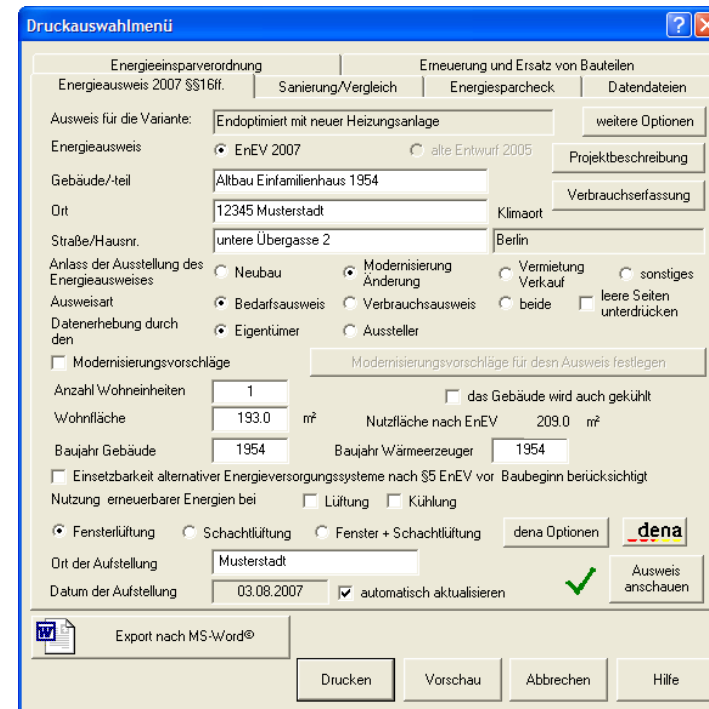 Druckauswahlmenü
Energieeinsparverordnung Erneuerung und Ersatz von Bauteilen
Energieausweis 2007 §§16ff. Sanierung/Vergleich Energiesparcheck Datendateien
Ausweis für die Variante: Endoptimiert mit neuer Heizungsanlage weitere Optionen
Energieausweis EnEV 2007 alte Entwurf 2005 Projektbeschreibung
Gebäude/-teil Altbau Einfamilienhaus 1954 Verbrauchserfassung
Ort 12345 Musterstadt Klimaort
Straße/Hausnr. untere Übergasse 2 Berlin
Anlass der Ausstellung des Energieausweises Neubau Modernisierung Änderung Vermietung Verkauf sonstiges
Ausweisart Bedarfsausweis Verbrauchsausweis beide leere Seiten unterdrücken
Datenerhebung durch den Eigentümer Aussteller
Modernisierungsvorschläge Modernisierungsvorschläge für desn Ausweis festlegen
Anzahl Wohneinheiten 1 das Gebäude wird auch gekühlt
Wohnfläche 193.0 m² Nutzfläche nach EnEV 209.0 m²
Baujahr Gebäude 1954 Baujahr Wärmeerzeuger 1954
Einsetzbarkeit alternativer Energieversorgungssysteme nach §5 EnEV vor Baubeginn berücksichtigt
Nutzung erneuerbarer Energien bei Lüftung Kühlung
Fensterlüftung Schachtlüftung Fenster + Schachtlüftung dena Optionen dena
Ort der Aufstellung Musterstadt
Datum der Aufstellung 03.08.2007 automatisch aktualisieren Ausweis anschauen
Export nach MS-Word©
Drucken Vorschau Abbrechen Hilfe